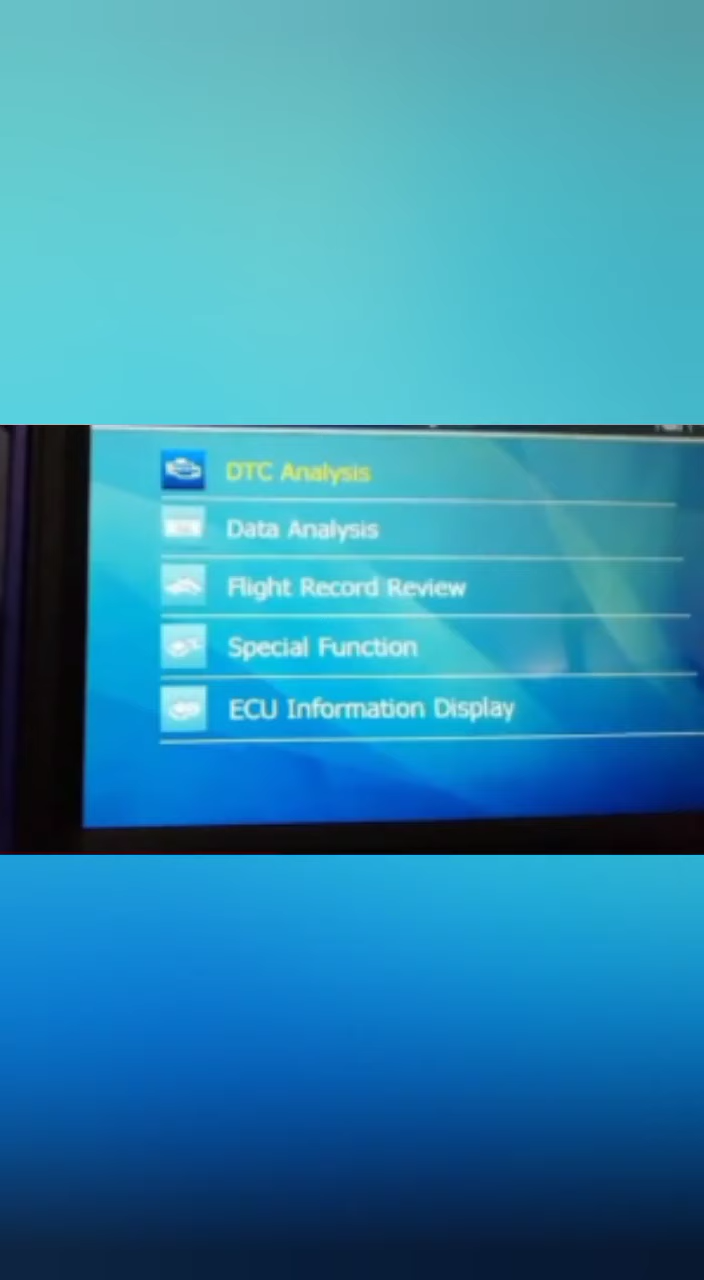 DTC Analysis
Data Analysis
Flight Record Review
Special Function
ECU Information Display